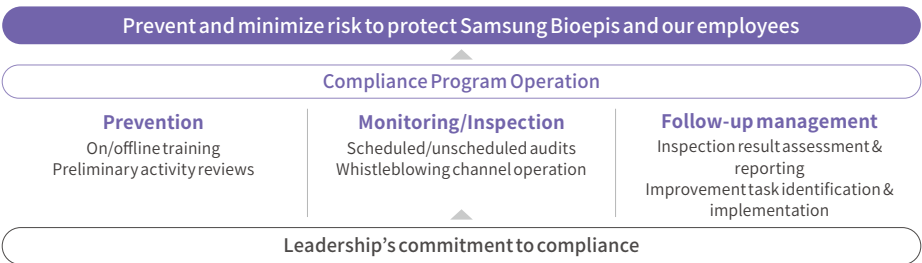 Prevent and minimize risk to protect Samsung Bioepis and our employees
Compliance Program Operation
Prevention
On/offline training
Preliminary activity reviews
Monitoring/Inspection
Scheduled/unscheduled audits
Whistleblowing channel operation
Follow-up management
Inspection result assessment &
reporting
Improvement task identification &
implementation
Leadership’s commitment to compliance